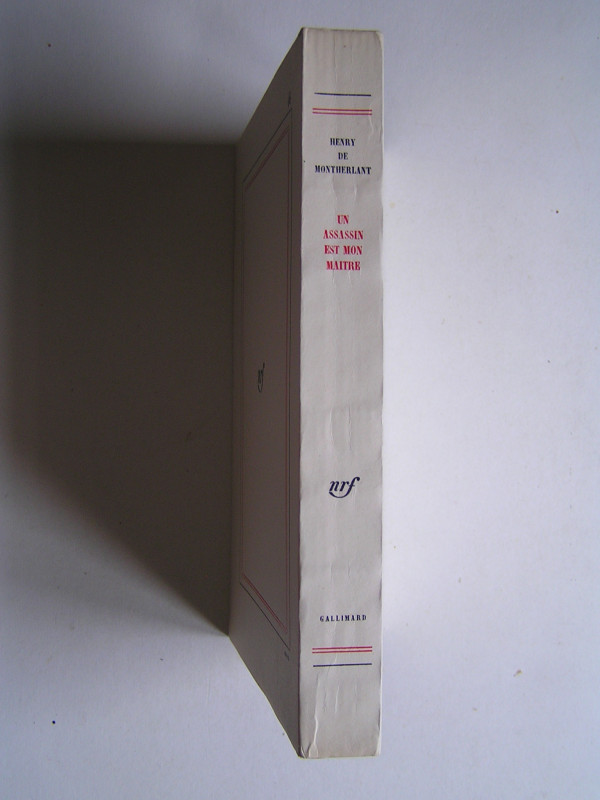 HENRY
DE
MONTHERLANT
UN
ASSASSIN
EST MON
MAITRE
nrf
GALLIMARD